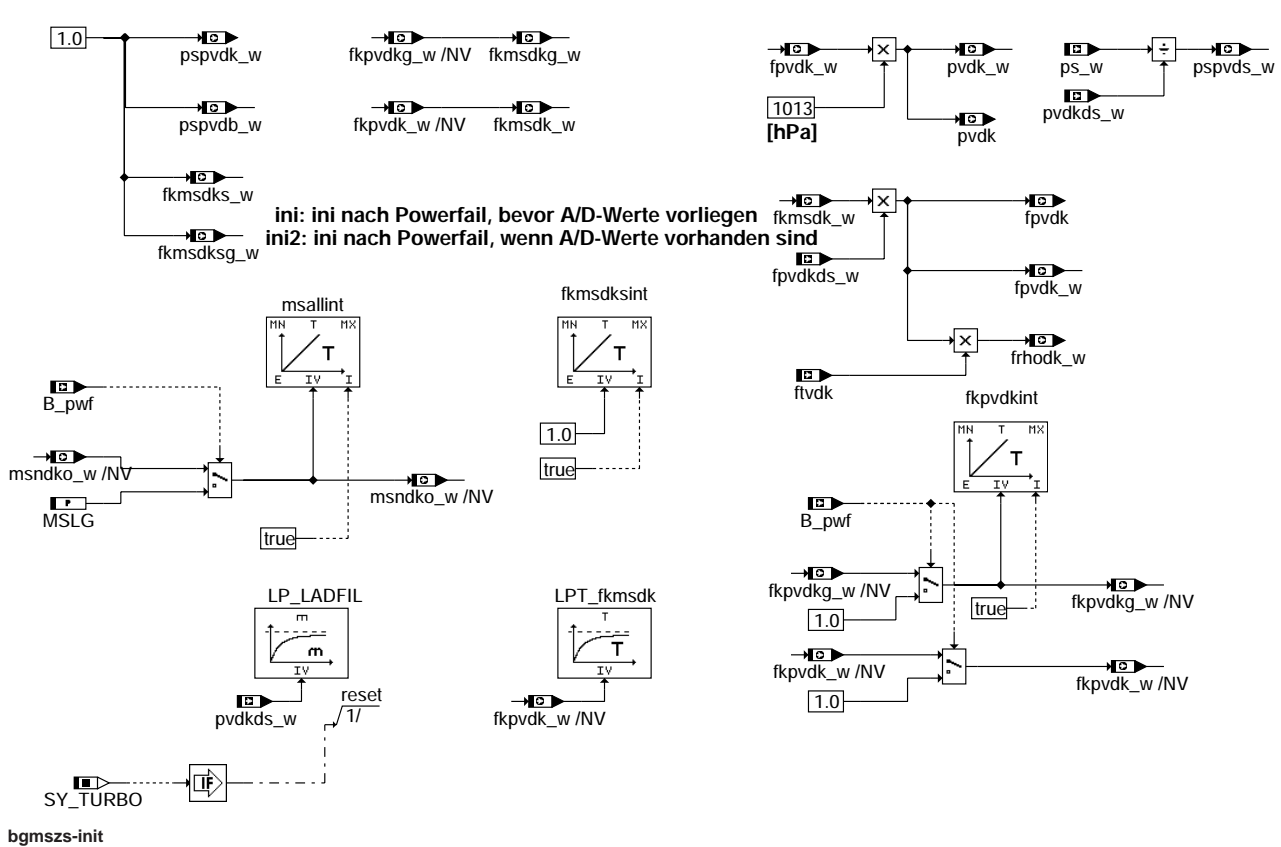 1.0
pspvdk_w
fkpvdkg_w /NV
fkmsdkg_w
pspvdb_w
fkpvdk_w /NV
fkmsdk_w
fkmsdks_w
fkmsdksg_w
fpvdk_w
pvdk_w
1013
[hPa]
pvdk
ps_w
pspvds_w
pvdkds_w
ini: ini nach Powerfail, bevor A/D-Werte vorliegen
ini2: ini nach Powerfail, wenn A/D-Werte vorhanden sind
fkmsdk_w
fpvdk
fpvdkds_w
fpvdk_w
frhodk_w
ftvdk
msallint
MN T MX
T
E IV I
B_pwf
msndko_w /NV
MSLG
P
msndko_w /NV
true
fkmsdksint
MN T MX
T
E IV I
1.0
true
fkpvdkint
MN T MX
T
E IV I
B_pwf
fkpvdkg_w /NV
1.0
true
fkpvdkg_w /NV
fkpvdk_w /NV
1.0
fkpvdk_w /NV
LP_LADFIL
m
m
IV
pvdkds_w
reset
1/
LPT_fkmsdk
T
T
IV
fkpvdk_w /NV
SY_TURBO
IF
bgmszs-init